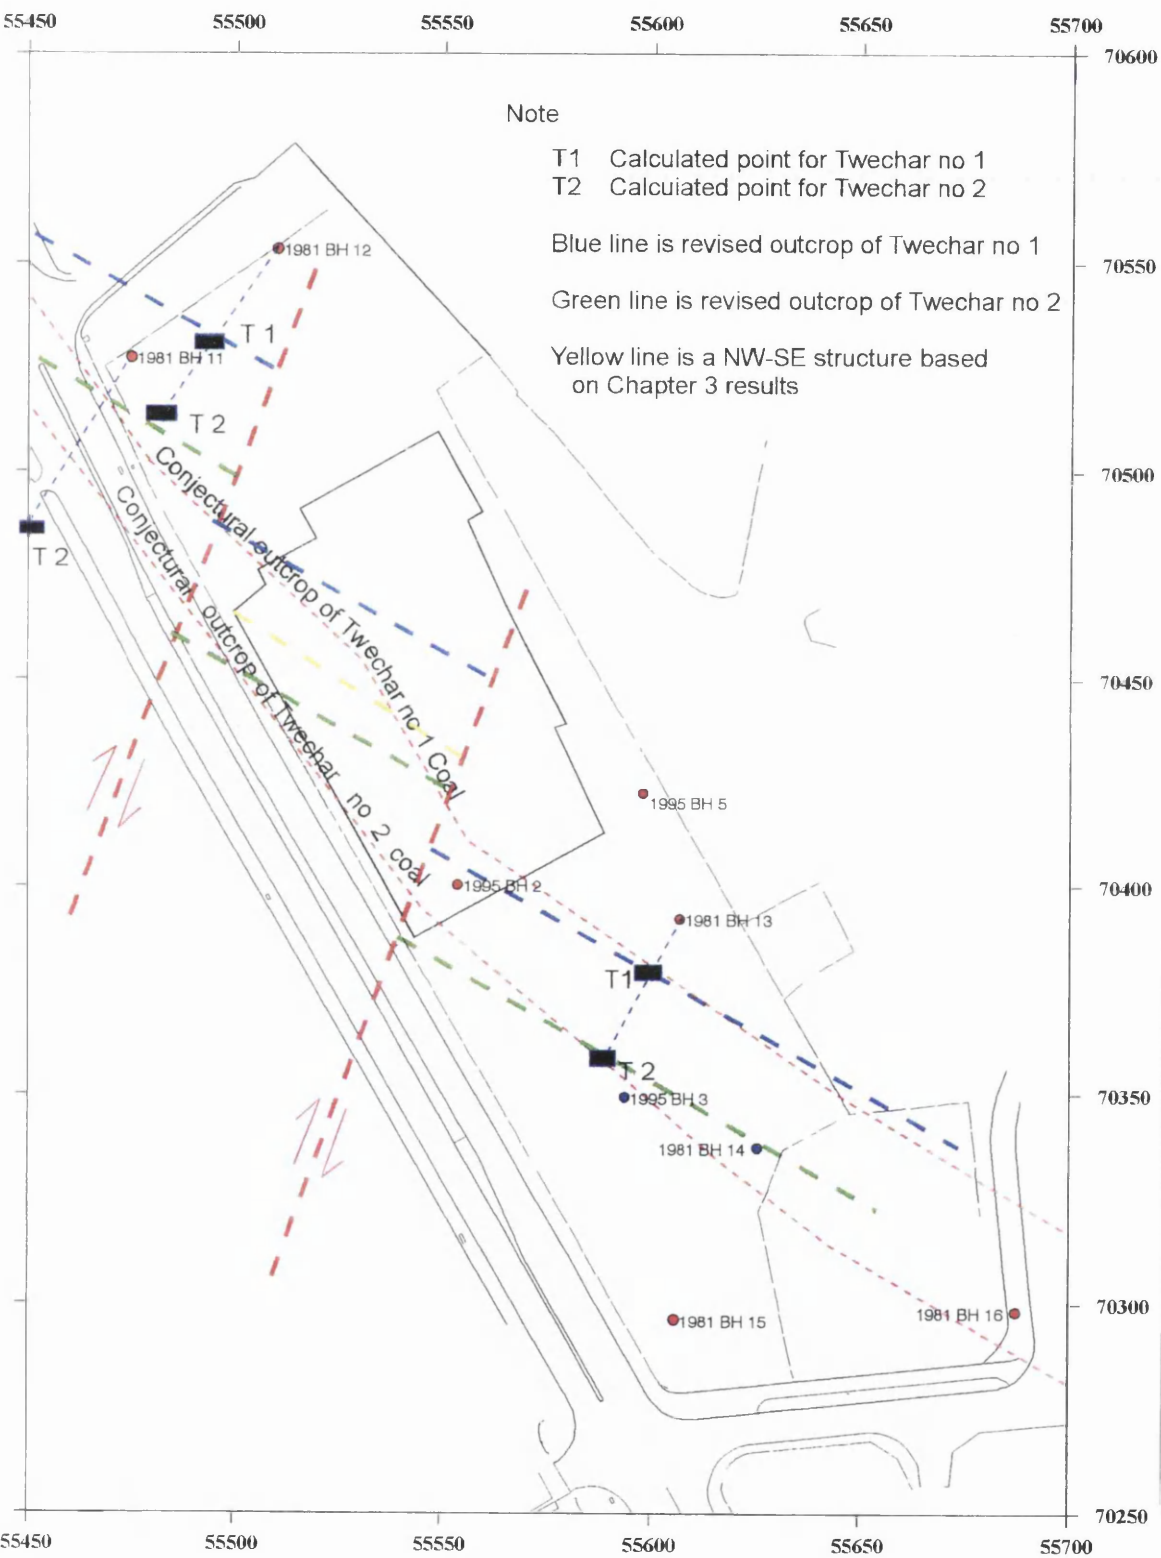 55450 55500 55550 55600 55650 55700
70600
Note
T1 Calculated point for Twechar no 1
T2 Calculated point for Twechar no 2
Blue line is revised outcrop of Twechar no 1
Green line is revised outcrop of Twechar no 2
Yellow line is a NW-SE structure based
on Chapter 3 results
1981 BH 12
70550
T 1
1981 BH 11
T 2
70500
T 2
Conjectural outcrop of Twechar no 1 Coal
Conjectural outcrop of Twechar no 2 coal
70450
1995 BH 5
1995 BH 2
70400
1981 BH 13
T1
T 2
1995 BH 3
70350
1981 BH 14
1981 BH 15
1981 BH 16
70300
70250
55450 55500 55550 55600 55650 55700